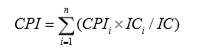 CPI = ∑_{i=1}^{n} (CPI_i × IC_i / IC)